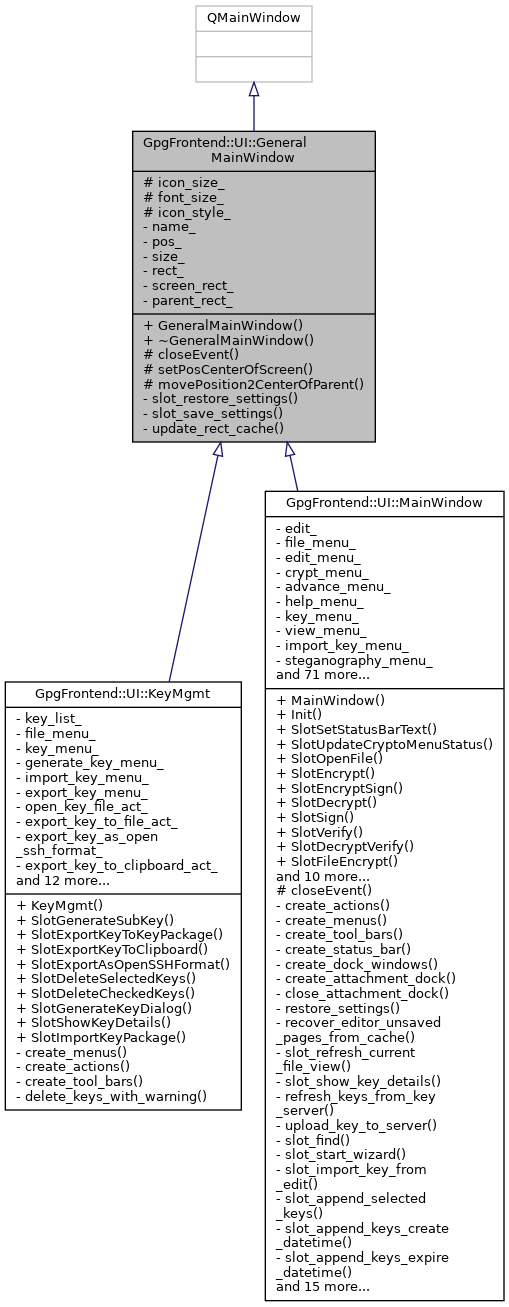 QMainWindow
GpgFrontend::UI::General
MainWindow
# icon_size_
# font_size_
# icon_style_
- name_
- pos_
- size_
- rect_
- screen_rect_
- parent_rect_
+ GeneralMainWindow()
+ ~GeneralMainWindow()
# closeEvent()
# setPosCenterOfScreen()
# movePosition2CenterOfParent()
- slot_restore_settings()
- slot_save_settings()
- update_rect_cache()
GpgFrontend::UI::KeyMgmt
- key_list_
- file_menu_
- key_menu_
- generate_key_menu_
- import_key_menu_
- export_key_menu_
- open_key_file_act_
- export_key_to_file_act_
- export_key_as_open
_ssh_format_
- export_key_to_clipboard_act_
and 12 more...
+ KeyMgmt()
+ SlotGenerateSubKey()
+ SlotExportKeyToKeyPackage()
+ SlotExportKeyToClipboard()
+ SlotExportAsOpenSSHFormat()
+ SlotDeleteSelectedKeys()
+ SlotDeleteCheckedKeys()
+ SlotGenerateKeyDialog()
+ SlotShowKeyDetails()
+ SlotImportKeyPackage()
- create_menus()
- create_actions()
- create_tool_bars()
- delete_keys_with_warning()
GpgFrontend::UI::MainWindow
- edit_
- file_menu_
- edit_menu_
- crypt_menu_
- advance_menu_
- help_menu_
- key_menu_
- view_menu_
- import_key_menu_
- steganography_menu_
and 71 more...
+ MainWindow()
+ Init()
+ SlotSetStatusBarText()
+ SlotUpdateCryptoMenuStatus()
+ SlotOpenFile()
+ SlotEncrypt()
+ SlotEncryptSign()
+ SlotDecrypt()
+ SlotSign()
+ SlotVerify()
+ SlotDecryptVerify()
+ SlotFileEncrypt()
and 10 more...
# closeEvent()
- create_actions()
- create_menus()
- create_tool_bars()
- create_status_bar()
- create_dock_windows()
- create_attachment_dock()
- close_attachment_dock()
- restore_settings()
- recover_editor_unsaved
_pages_from_cache()
- slot_refresh_current
_file_view()
- slot_show_key_details()
- refresh_keys_from_key
_server()
- upload_key_to_server()
- slot_find()
- slot_start_wizard()
- slot_import_key_from
_edit()
- slot_append_selected
_keys()
- slot_append_keys_create
_datetime()
- slot_append_keys_expire
_datetime()
and 15 more...